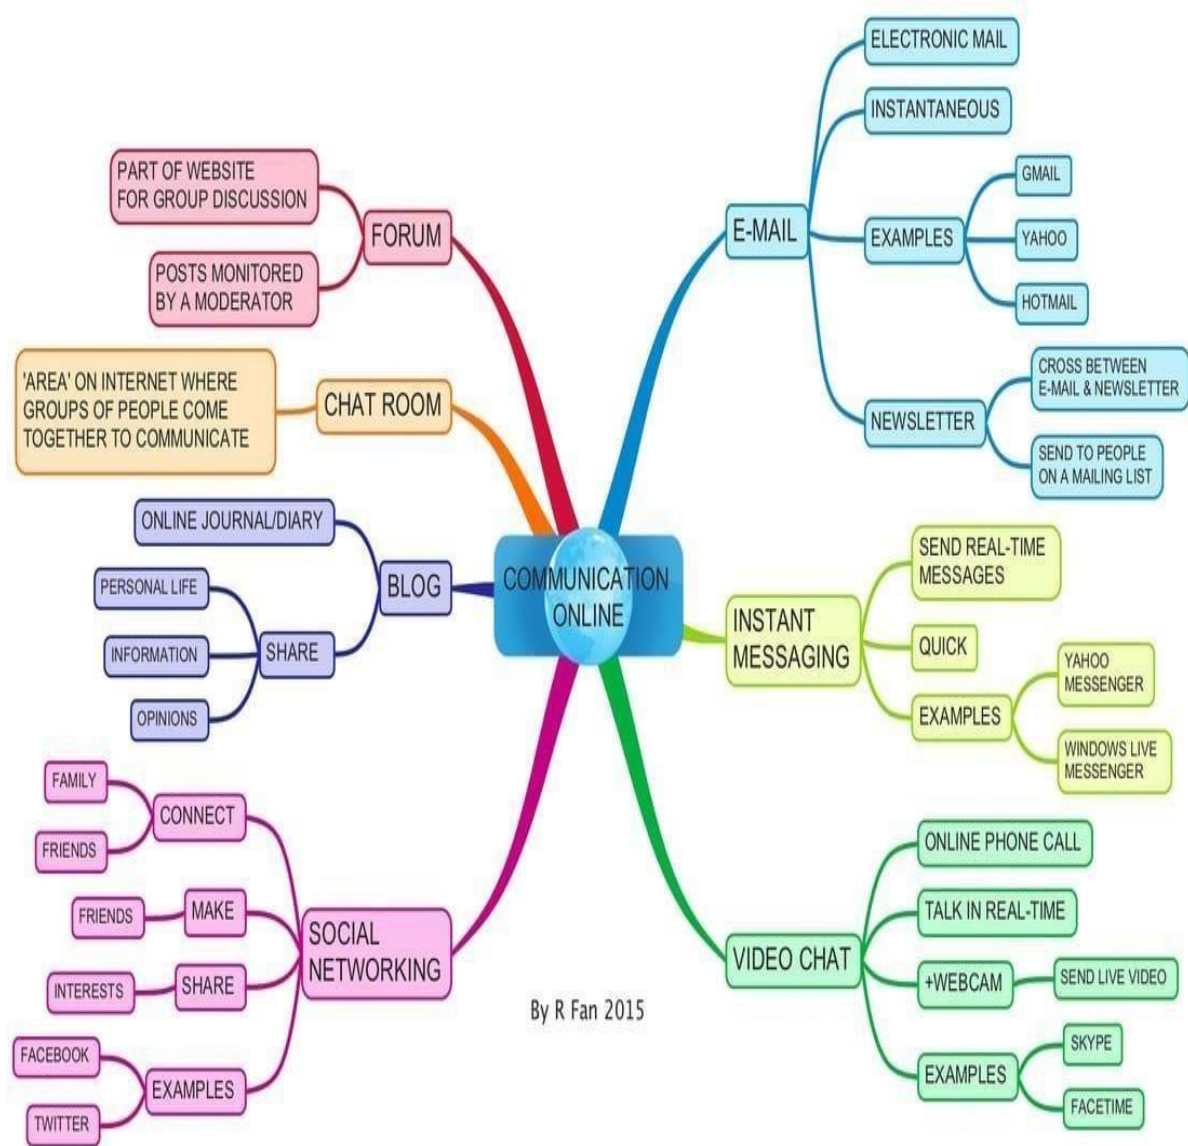 COMMUNICATION
ONLINE
FORUM
PART OF WEBSITE
FOR GROUP DISCUSSION
POSTS MONITORED
BY A MODERATOR
CHAT ROOM
'AREA' ON INTERNET WHERE
GROUPS OF PEOPLE COME
TOGETHER TO COMMUNICATE
BLOG
ONLINE JOURNAL/DIARY
SHARE
PERSONAL LIFE
INFORMATION
OPINIONS
SOCIAL
NETWORKING
CONNECT
FAMILY
FRIENDS
MAKE
FRIENDS
SHARE
INTERESTS
EXAMPLES
FACEBOOK
TWITTER
E-MAIL
ELECTRONIC MAIL
INSTANTANEOUS
EXAMPLES
GMAIL
YAHOO
HOTMAIL
NEWSLETTER
CROSS BETWEEN
E-MAIL & NEWSLETTER
SEND TO PEOPLE
ON A MAILING LIST
INSTANT
MESSAGING
SEND REAL-TIME
MESSAGES
QUICK
EXAMPLES
YAHOO
MESSENGER
WINDOWS LIVE
MESSENGER
VIDEO CHAT
ONLINE PHONE CALL
TALK IN REAL-TIME
+WEBCAM
SEND LIVE VIDEO
EXAMPLES
SKYPE
FACETIME
By R Fan 2015